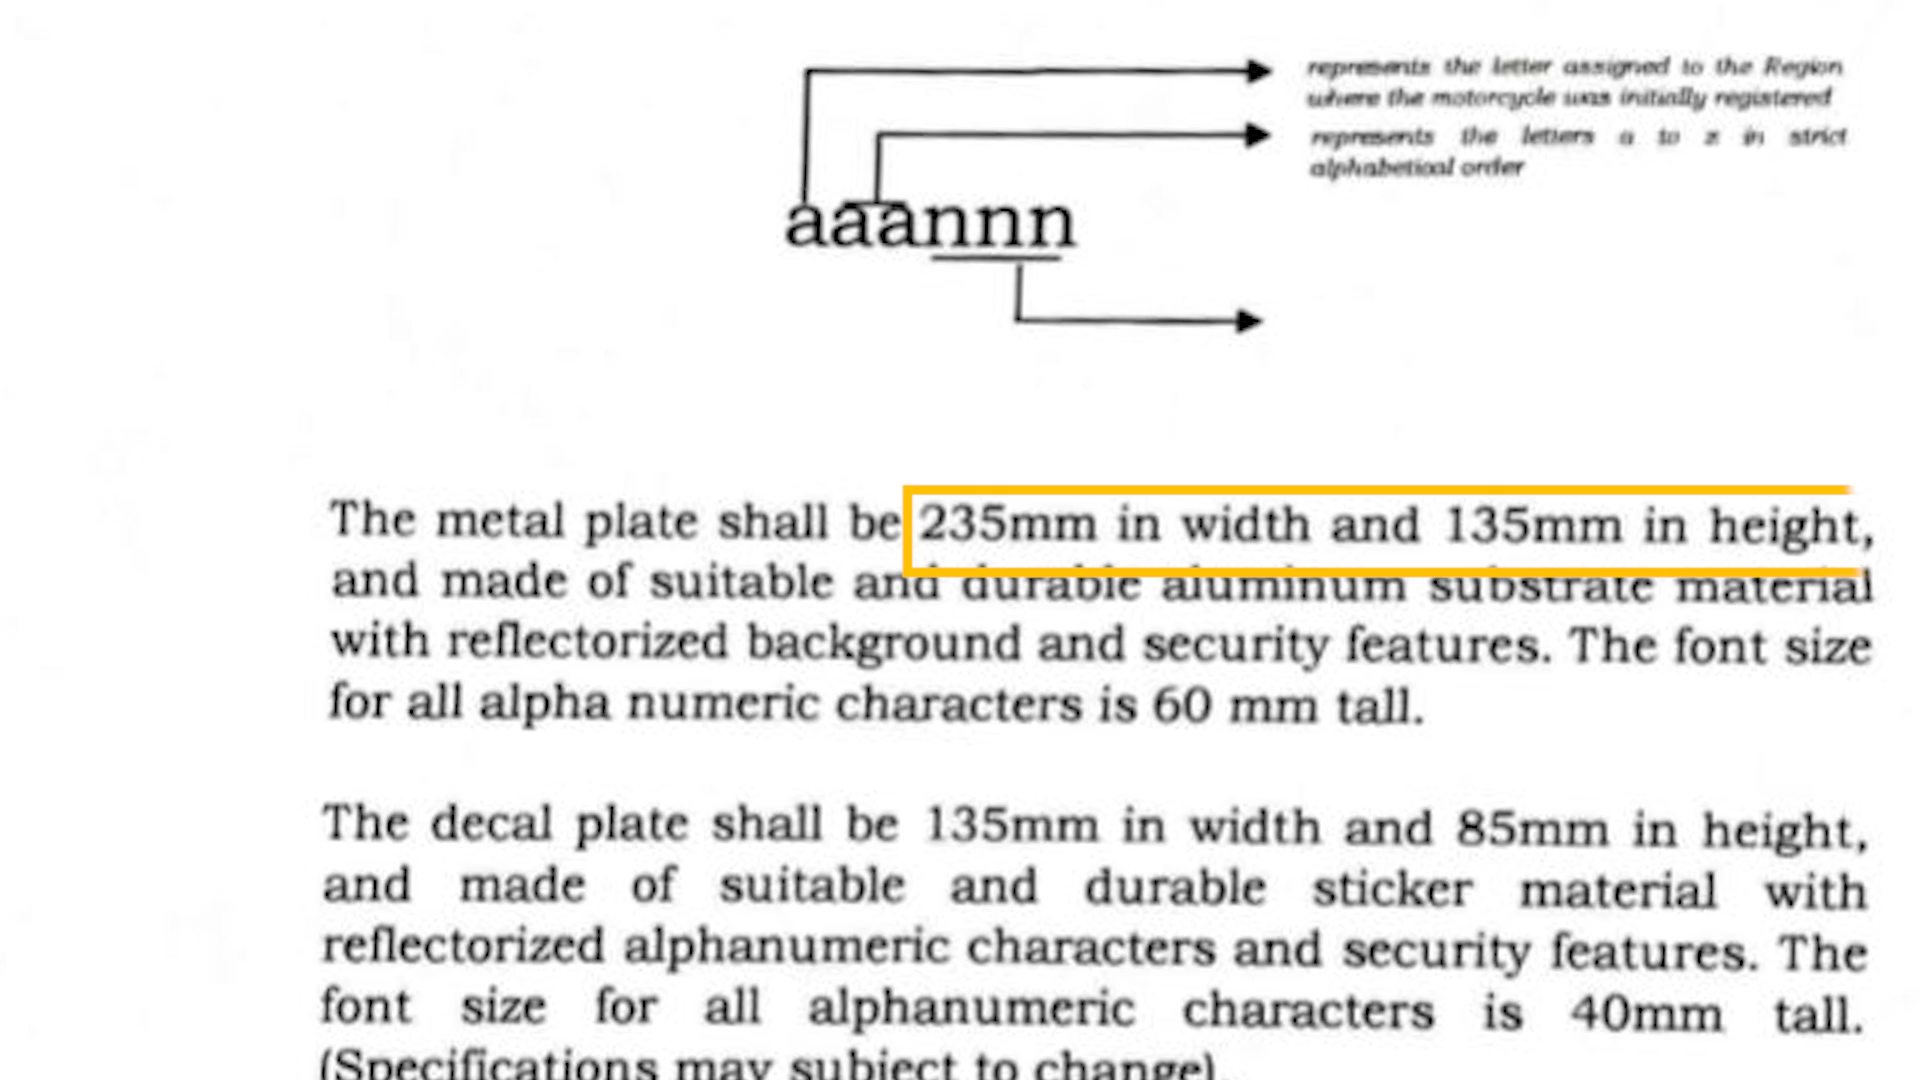 represents the letter assigned to the Region
where the motorcycle was initially registered
represents the letters a to z in strict
alphabetical order
aaannn
The metal plate shall be 235mm in width and 135mm in height,
and made of suitable and durable aluminum substrate material
with reflectorized background and security features. The font size
for all alpha numeric characters is 60 mm tall.
The decal plate shall be 135mm in width and 85mm in height,
and made of suitable and durable sticker material with
reflectorized alphanumeric characters and security features. The
font size for all alphanumeric characters is 40mm tall.
(Specifications may subject to change).